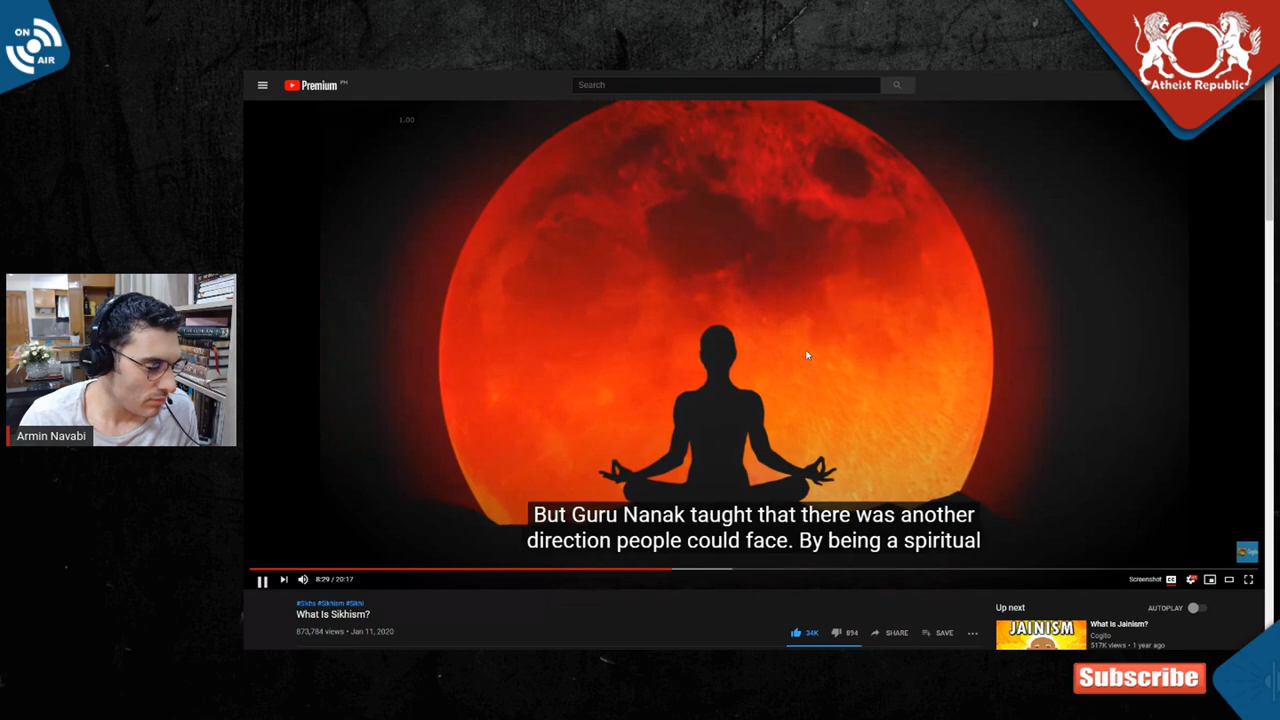 ON
AIR
Atheist Republic
Premium PH
Search
1.00
Armin Navabi
But Guru Nanak taught that there was another
direction people could face. By being a spiritual
8:29 / 20:17
Screenshot
CC
#Sikhs #Sikhism #Sikhi
What Is Sikhism?
873,784 views • Jan 11, 2020
34K
894
SHARE
SAVE
Up next
AUTOPLAY
JAINISM
What Is Jainism?
Cogito
517K views • 1 year ago
Subscribe